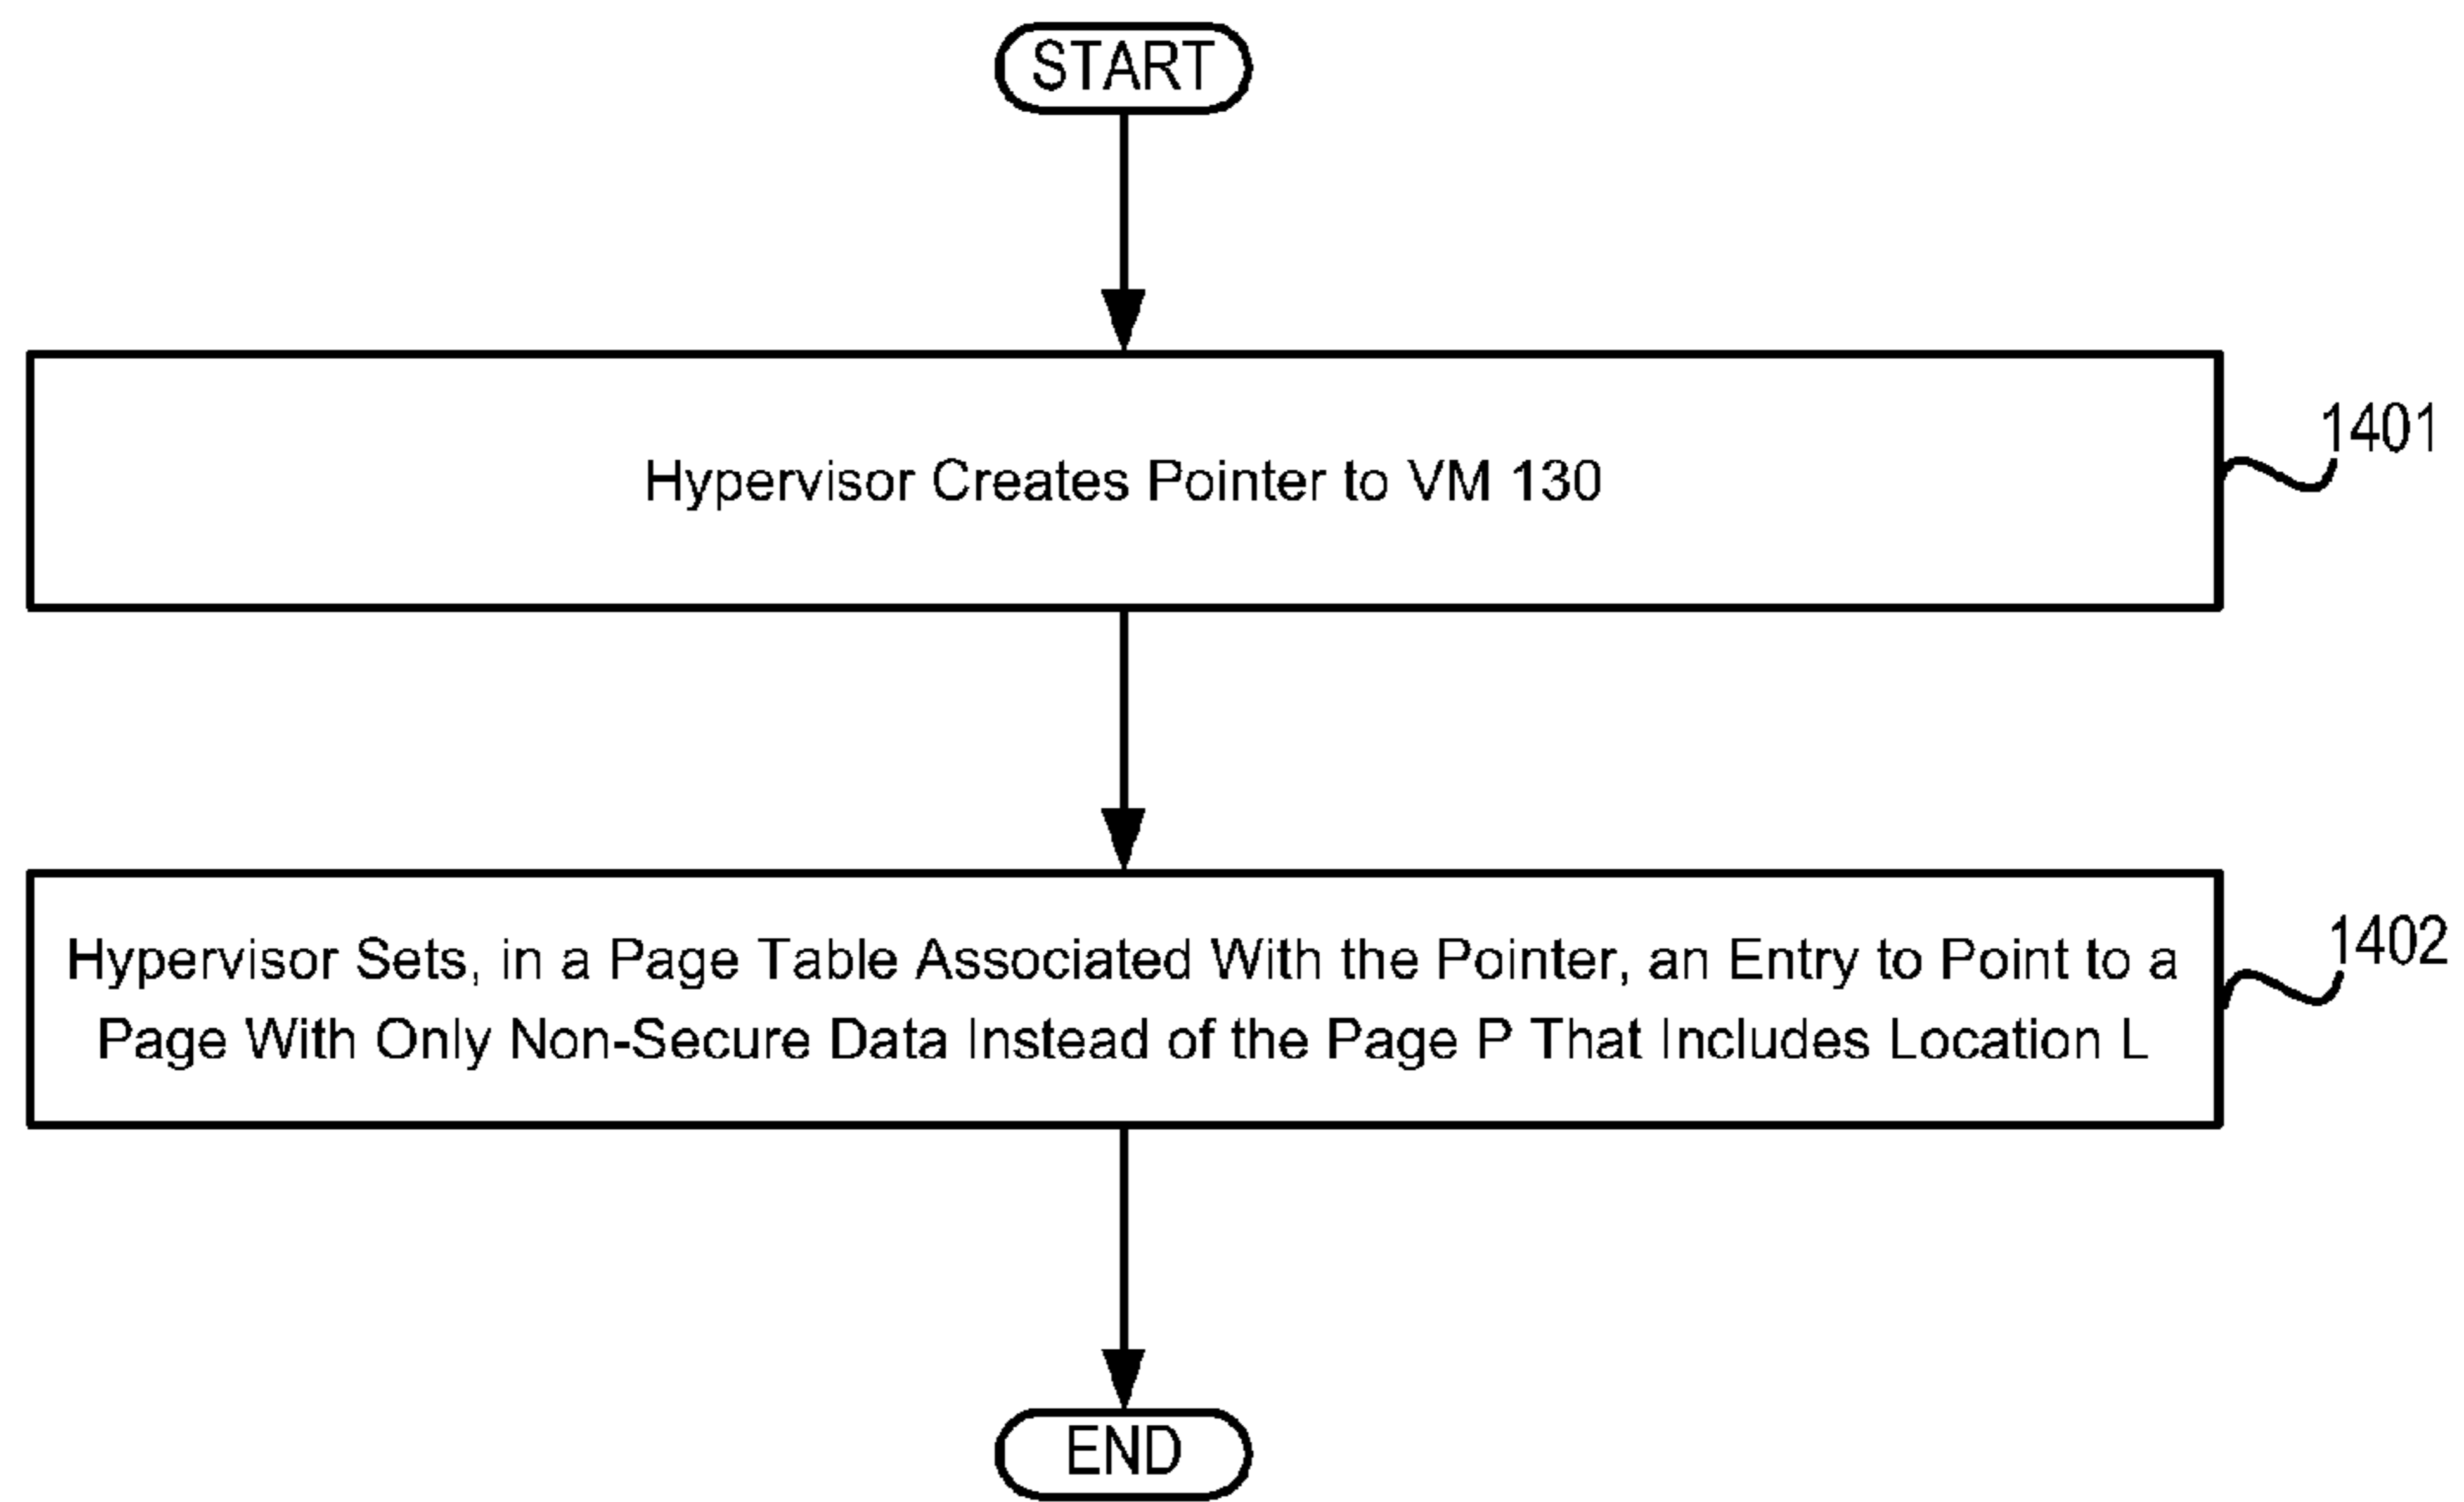 START
Hypervisor Creates Pointer to VM 130
1401
Hypervisor Sets, in a Page Table Associated With the Pointer, an Entry to Point to a
Page With Only Non-Secure Data Instead of the Page P That Includes Location L
1402
END